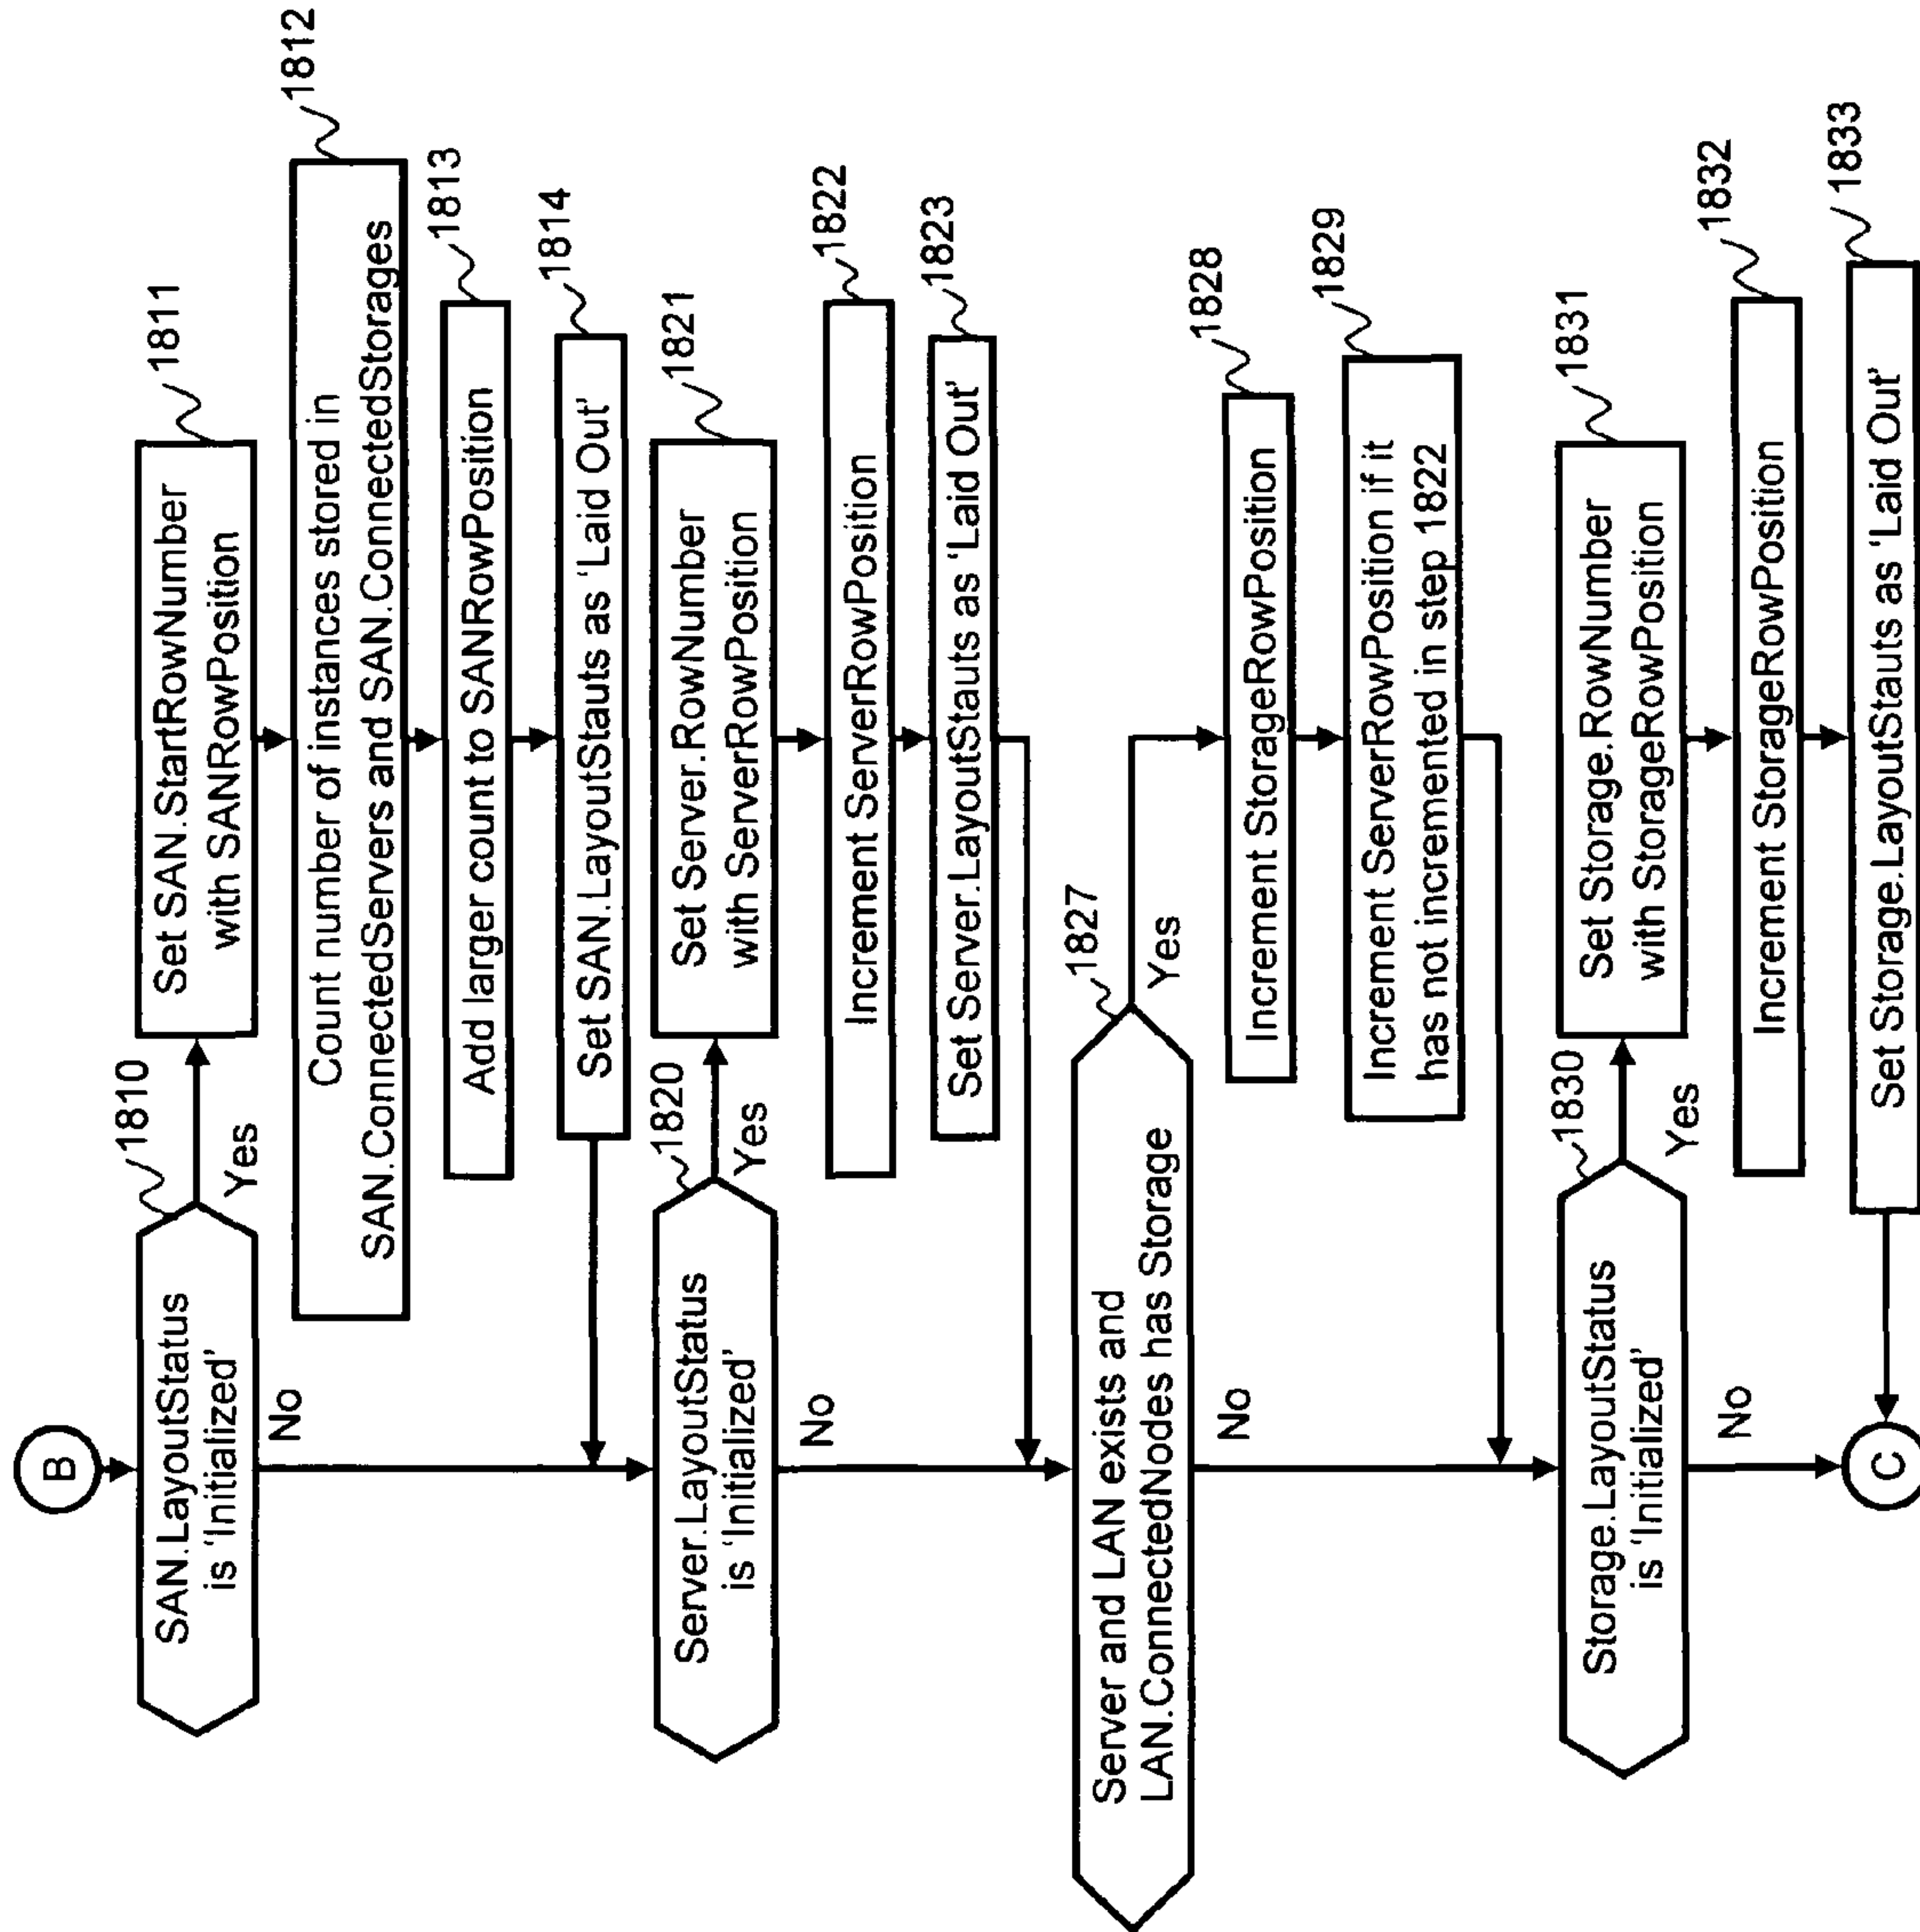 B
1810
SAN.LayoutStatus
is 'Initialized'
Yes
No
1811
Set SAN.StartRowNumber
with SANRowPosition
1812
Count number of instances stored in
SAN.ConnectedServers and SAN.ConnectedStorages
1813
Add larger count to SANRowPosition
1814
Set SAN.LayoutStauts as 'Laid Out'
1820
Server.LayoutStatus
is 'Initialized'
Yes
No
1821
Set Server.RowNumber
with ServerRowPosition
1822
Increment ServerRowPosition
1823
Set Server.LayoutStauts as 'Laid Out'
1827
Server and LAN exists and
LAN.ConnectedNodes has Storage
Yes
No
1828
Increment StorageRowPosition
1829
Increment ServerRowPosition if it
has not incremented in step 1822
1830
Storage.LayoutStatus
is 'Initialized'
Yes
No
1831
Set Storage.RowNumber
with StorageRowPosition
1832
Increment StorageRowPosition
1833
Set Storage.LayoutStauts as 'Laid Out'
C